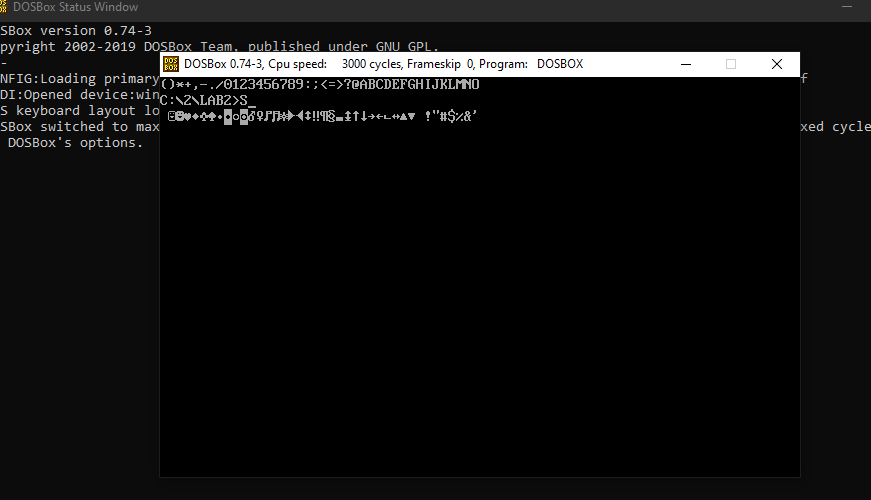 DOSBox Status Window
SBox version 0.74-3
pyright 2002-2019 DOSBox Team, published under GNU GPL.
-
NFIG:Loading primary
f
DI:Opened device:win
S keyboard layout lo
SBox switched to max
xed cycle
DOSBox's options.
DOSBox 0.74-3, Cpu speed: 3000 cycles, Frameskip 0, Program: DOSBOX
()*+,-./0123456789:;<=>?@ABCDEFGHIJKLMNO
C:\2\LAB2>S_
☺☻♥♦♣♠•◘○◙♂♀♪♫☼►◄↕‼¶§▬↨↑↓→←∟↔▲▼ !"#$%&'